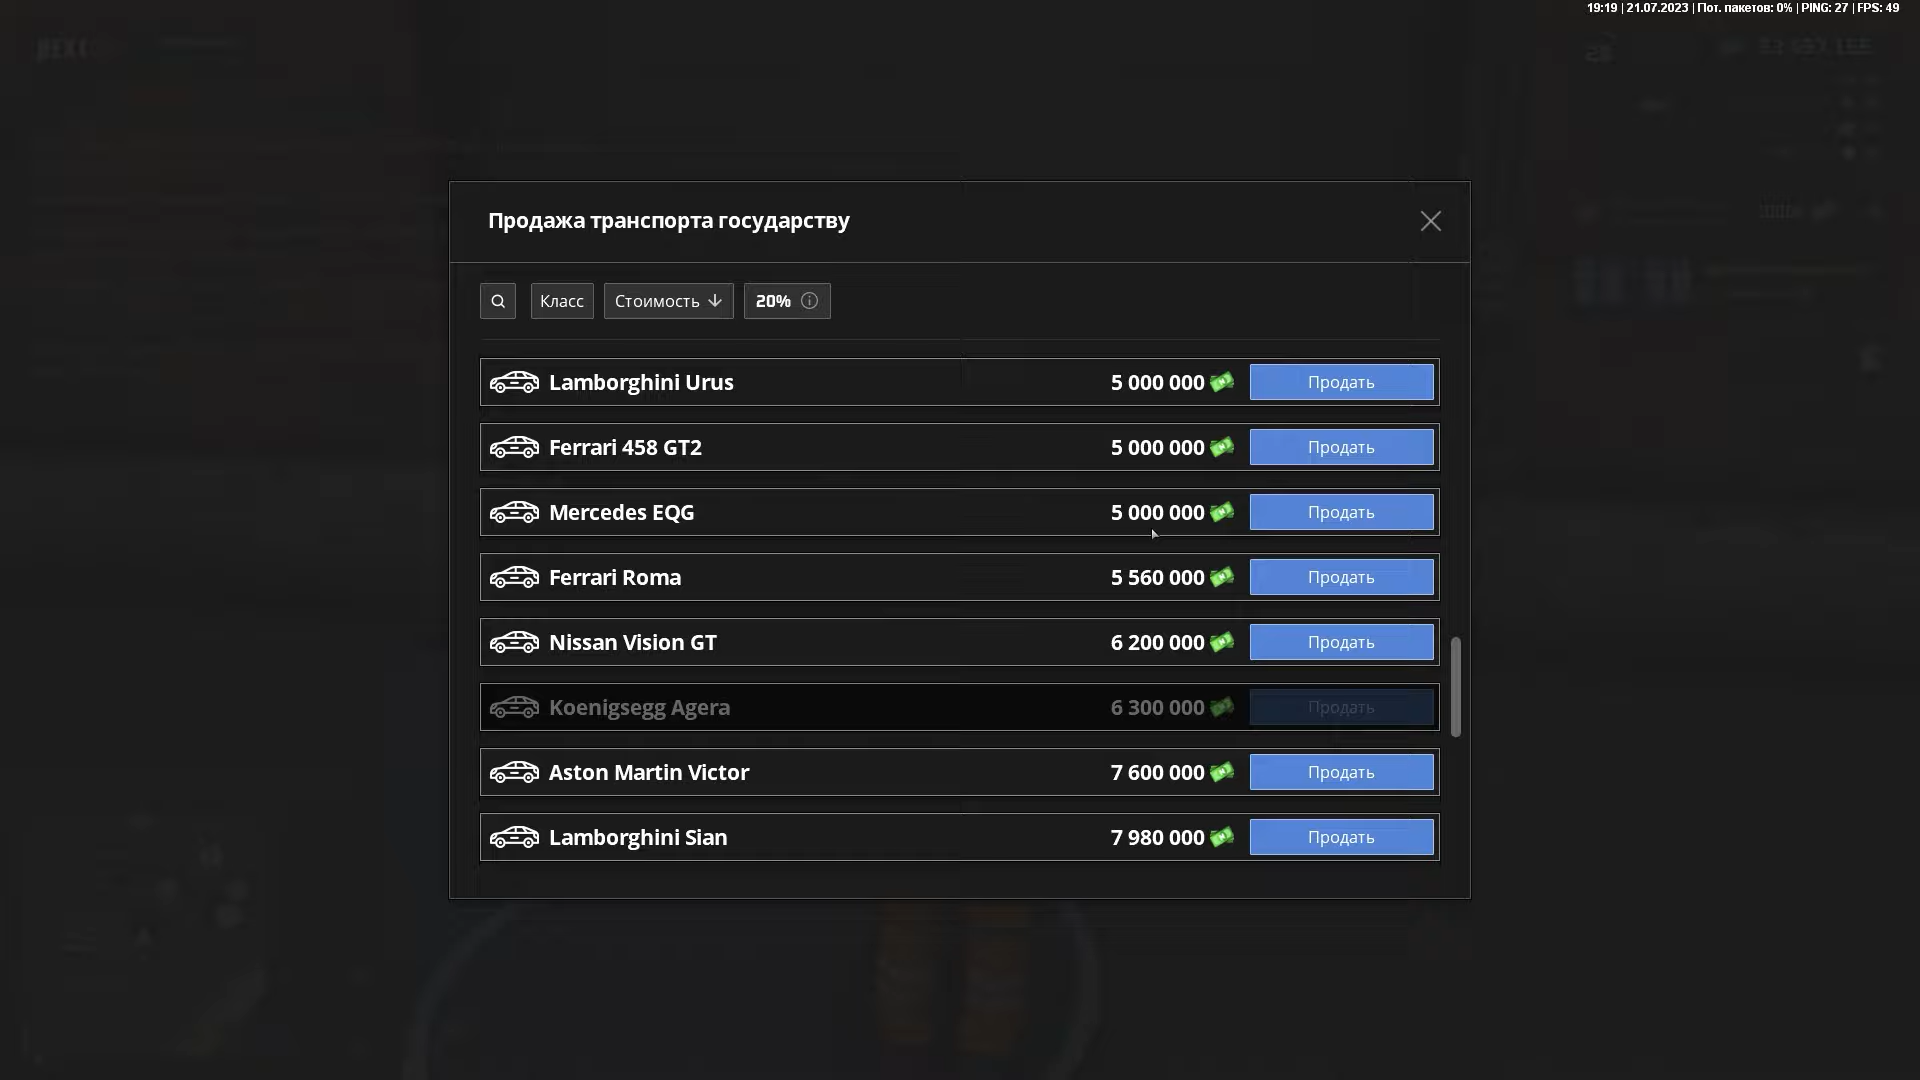 19:19 | 21.07.2023 | Пот. пакетов: 0% | PING: 27 | FPS: 49
Продажа транспорта государству
Класс Стоимость 20%
Lamborghini Urus 5 000 000 Продать
Ferrari 458 GT2 5 000 000 Продать
Mercedes EQG 5 000 000 Продать
Ferrari Roma 5 560 000 Продать
Nissan Vision GT 6 200 000 Продать
Koenigsegg Agera 6 300 000 Продать
Aston Martin Victor 7 600 000 Продать
Lamborghini Sian 7 980 000 Продать